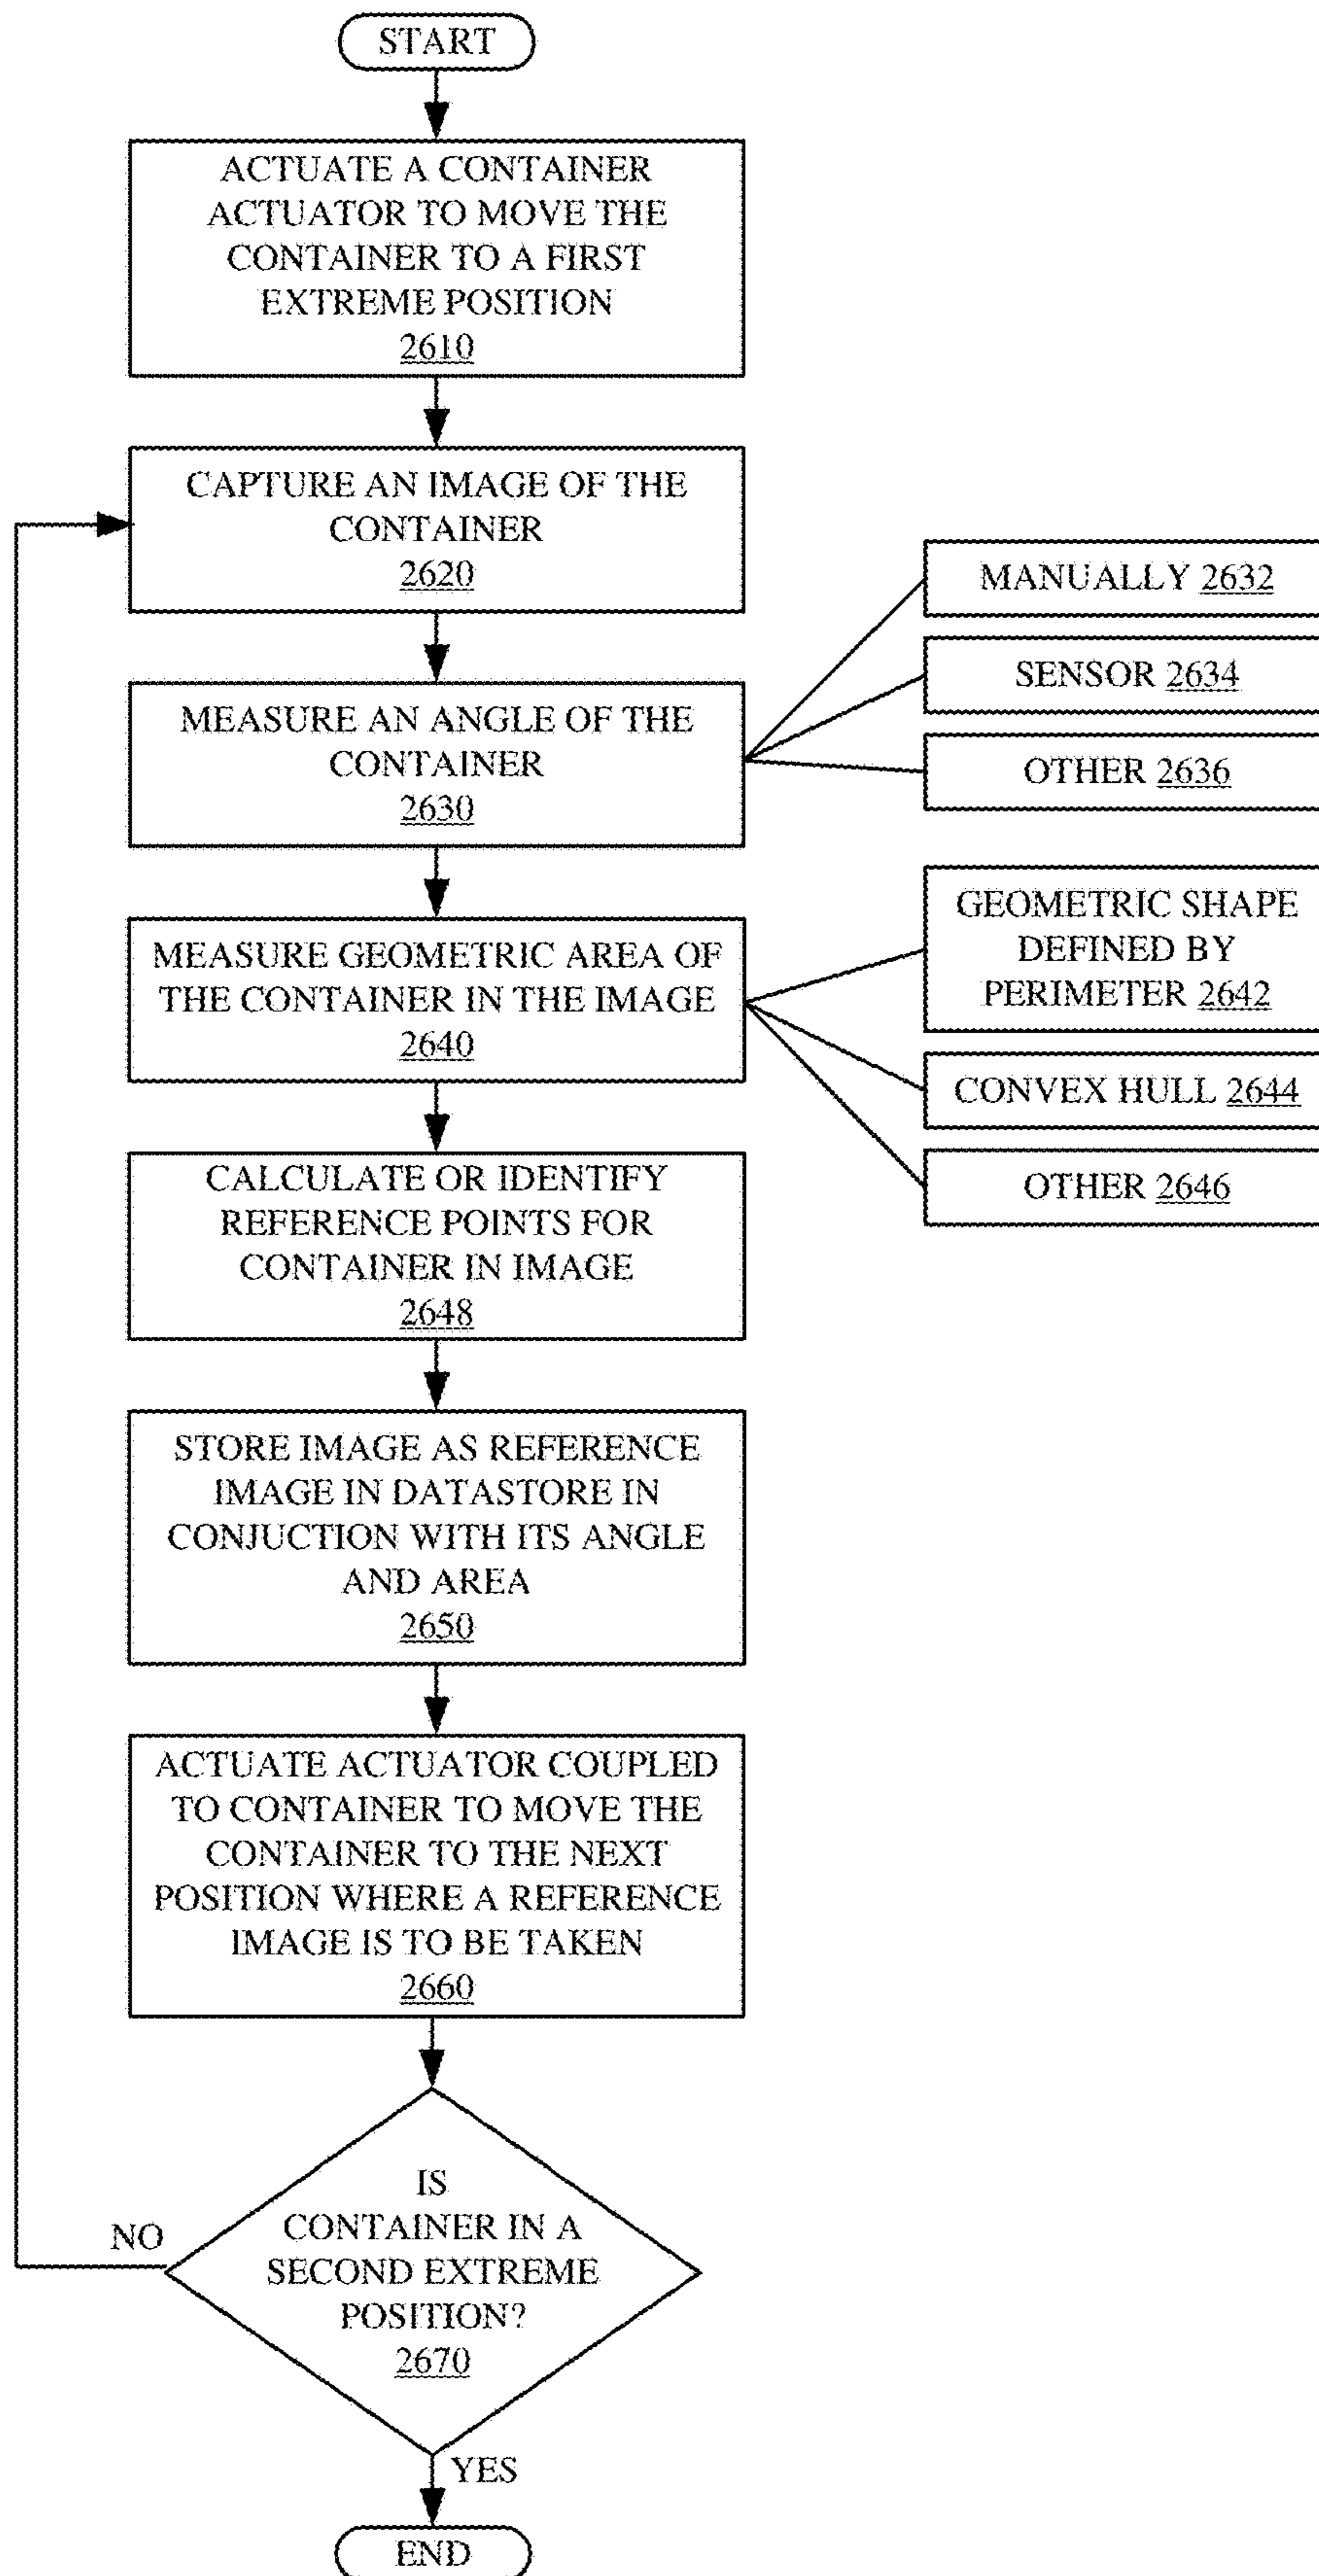 START
ACTUATE A CONTAINER
ACTUATOR TO MOVE THE
CONTAINER TO A FIRST
EXTREME POSITION
2610
CAPTURE AN IMAGE OF THE
CONTAINER
2620
MEASURE AN ANGLE OF THE
CONTAINER
2630
MANUALLY 2632
SENSOR 2634
OTHER 2636
MEASURE GEOMETRIC AREA OF
THE CONTAINER IN THE IMAGE
2640
GEOMETRIC SHAPE
DEFINED BY
PERIMETER 2642
CONVEX HULL 2644
OTHER 2646
CALCULATE OR IDENTIFY
REFERENCE POINTS FOR
CONTAINER IN IMAGE
2648
STORE IMAGE AS REFERENCE
IMAGE IN DATASTORE IN
CONJUCTION WITH ITS ANGLE
AND AREA
2650
ACTUATE ACTUATOR COUPLED
TO CONTAINER TO MOVE THE
CONTAINER TO THE NEXT
POSITION WHERE A REFERENCE
IMAGE IS TO BE TAKEN
2660
IS
CONTAINER IN A
SECOND EXTREME
POSITION?
2670
NO
YES
END